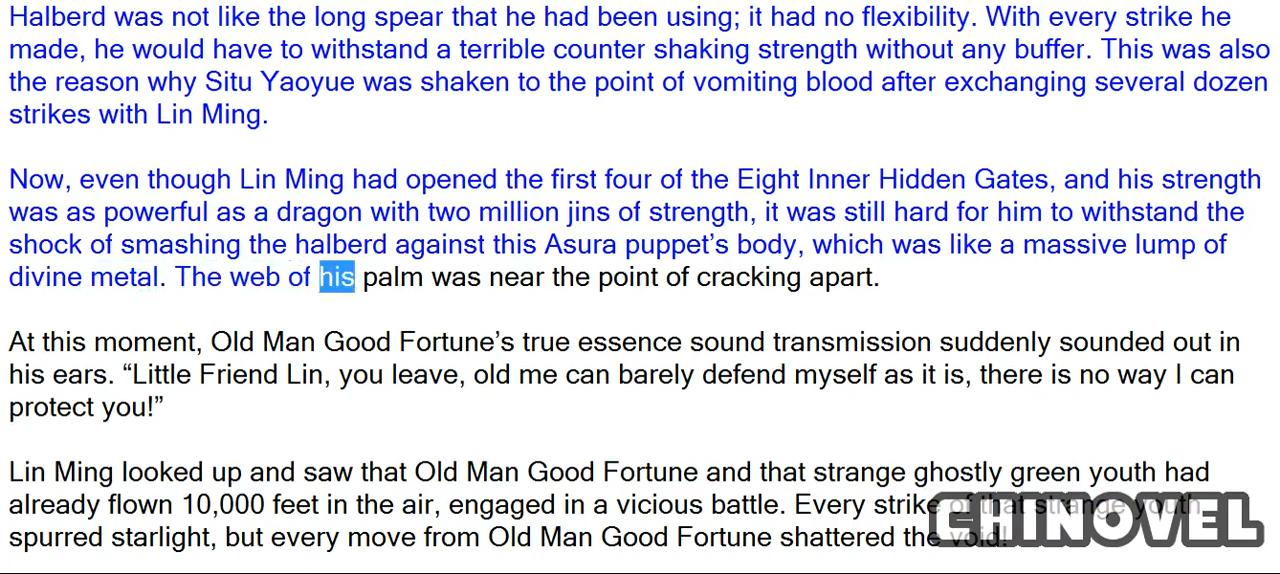 Halberd was not like the long spear that he had been using; it had no flexibility. With every strike he
made, he would have to withstand a terrible counter shaking strength without any buffer. This was also
the reason why Situ Yaoyue was shaken to the point of vomiting blood after exchanging several dozen
strikes with Lin Ming.
Now, even though Lin Ming had opened the first four of the Eight Inner Hidden Gates, and his strength
was as powerful as a dragon with two million jins of strength, it was still hard for him to withstand the
shock of smashing the halberd against this Asura puppet’s body, which was like a massive lump of
divine metal. The web of his palm was near the point of cracking apart.
At this moment, Old Man Good Fortune’s true essence sound transmission suddenly sounded out in
his ears. “Little Friend Lin, you leave, old me can barely defend myself as it is, there is no way I can
protect you!”
Lin Ming looked up and saw that Old Man Good Fortune and that strange ghostly green youth had
already flown 10,000 feet in the air, engaged in a vicious battle. Every strike of that strange youth
spurred starlight, but every move from Old Man Good Fortune shattered the void!
CHINOVEL